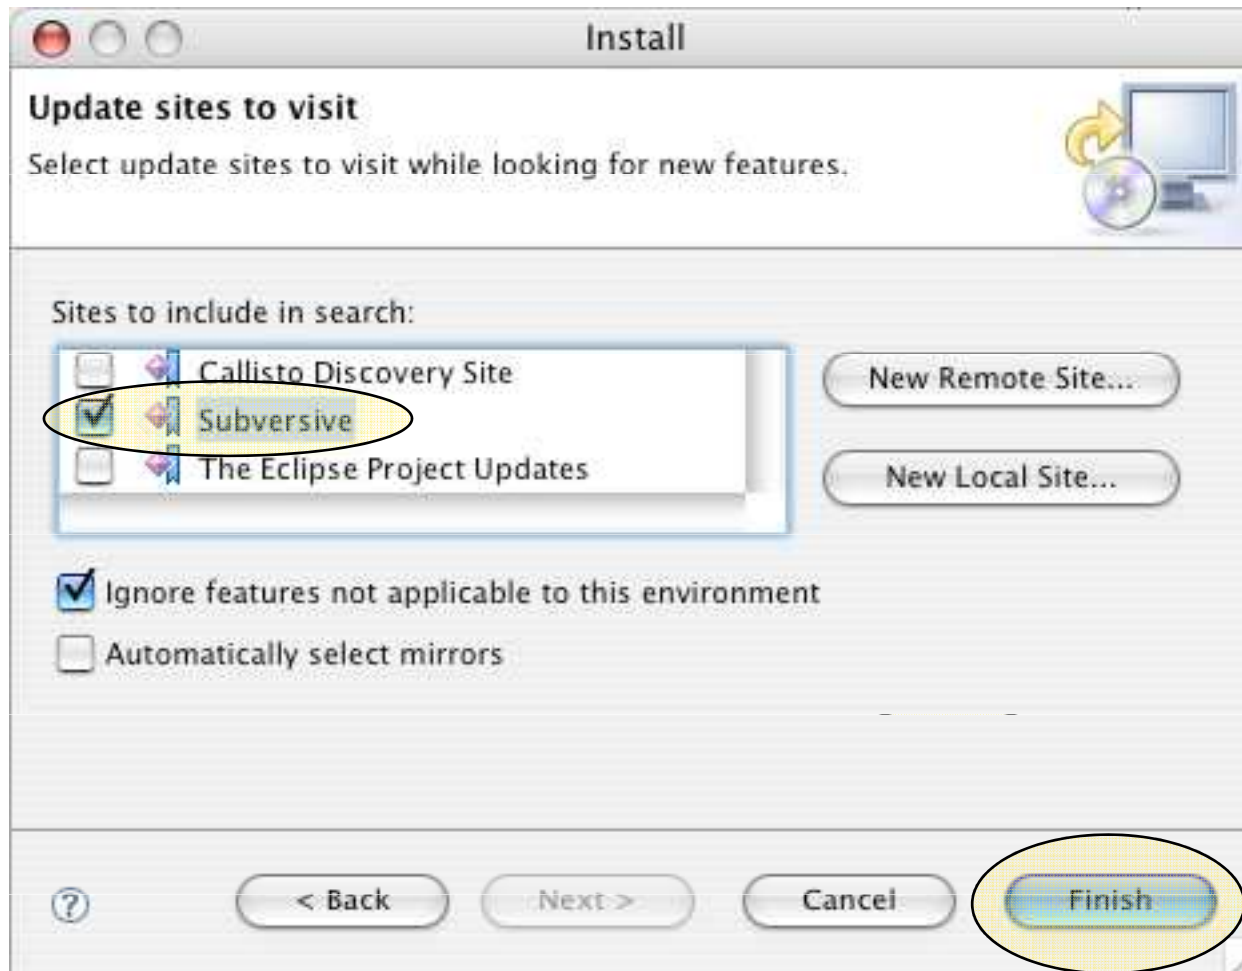 Install
Update sites to visit
Select update sites to visit while looking for new features.
Sites to include in search:
Callisto Discovery Site
Subversive
The Eclipse Project Updates
New Remote Site...
New Local Site...
Ignore features not applicable to this environment
Automatically select mirrors
? < Back Next > Cancel Finish